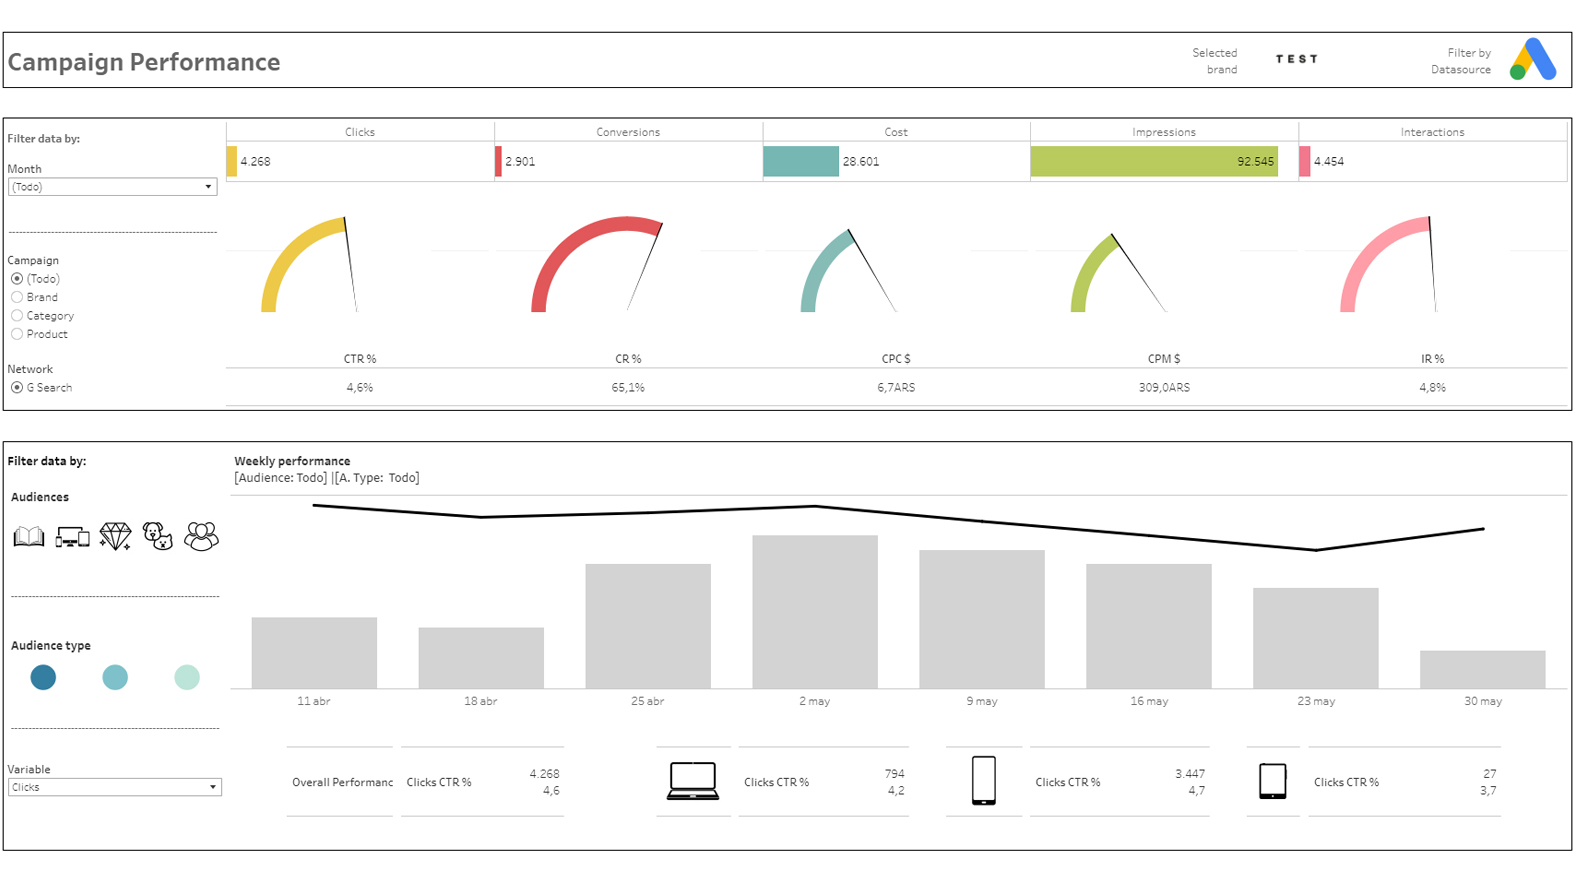 Campaign Performance
Selected
brand
TEST
Filter by
Datasource
Filter data by:
Month
(Todo)
Campaign
(Todo)
Brand
Category
Product
Network
G Search
Clicks
Conversions
Cost
Impressions
Interactions
4.268
2.901
28.601
92.545
4.454
CTR %
CR %
CPC $
CPM $
IR %
4,6%
65,1%
6,7ARS
309,0ARS
4,8%
Filter data by:
Audiences
Audience type
Variable
Clicks
Weekly performance
[Audience: Todo] |[A. Type: Todo]
11 abr
18 abr
25 abr
2 may
9 may
16 may
23 may
30 may
Overall Performanc
Clicks CTR %
4.268
4,6
Clicks CTR %
794
4,2
Clicks CTR %
3.447
4,7
Clicks CTR %
27
3,7